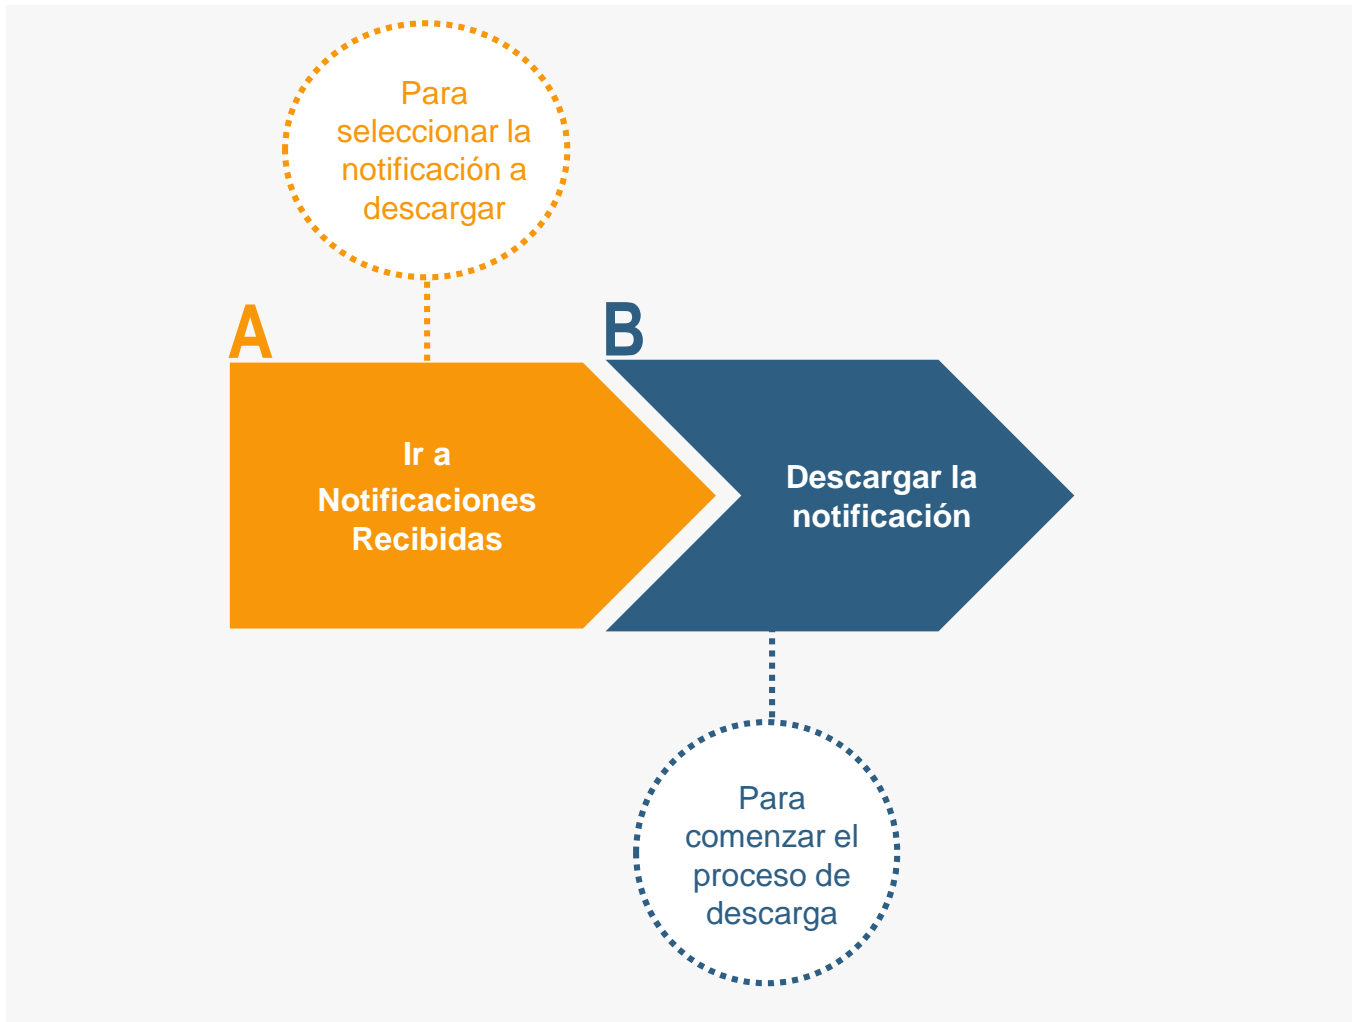 Para
seleccionar la
notificación a
descargar
A
Ir a
Notificaciones
Recibidas
B
Descargar la
notificación
Para
comenzar el
proceso de
descarga